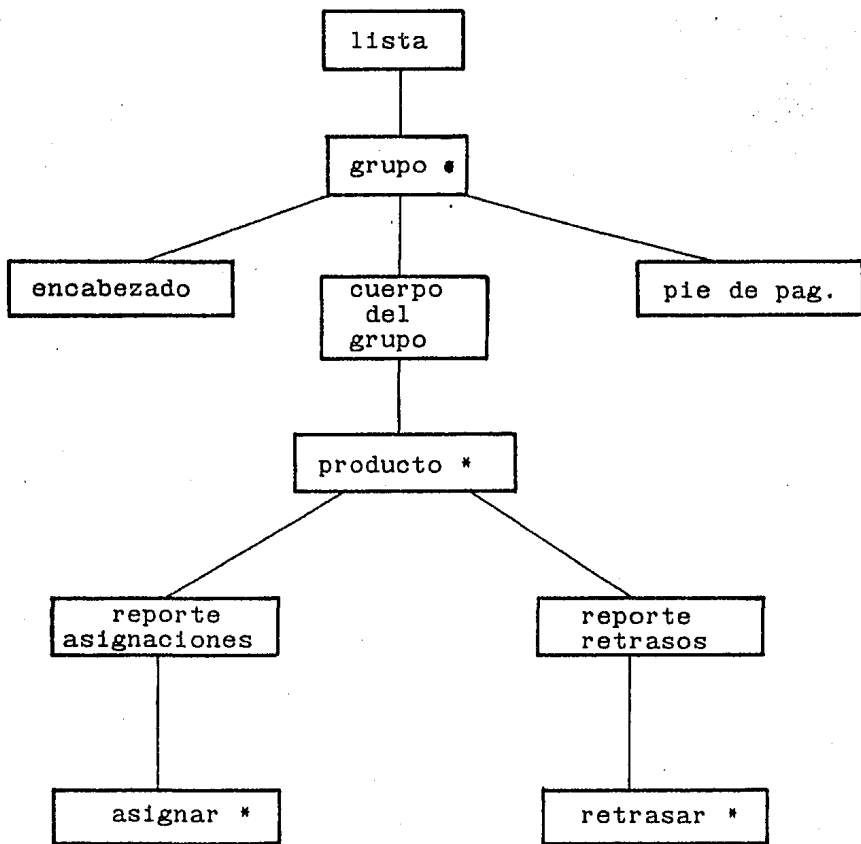 lista
grupo *
encabezado
cuerpo
del
grupo
pie de pag.
producto *
reporte
asignaciones
reporte
retrasos
asignar *
retrasar *